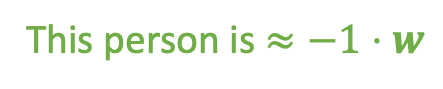 This person is ≈ −1 · w